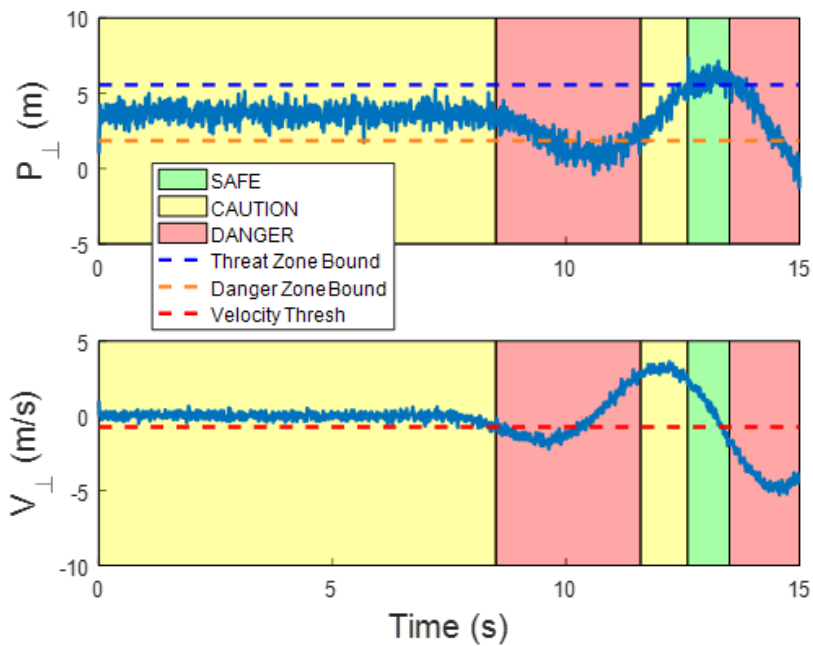 10
5
0
-5
P⊥ (m)
0
10
15
SAFE
CAUTION
DANGER
Threat Zone Bound
Danger Zone Bound
Velocity Thresh
5
0
-5
-10
V⊥ (m/s)
0
5
10
15
Time (s)